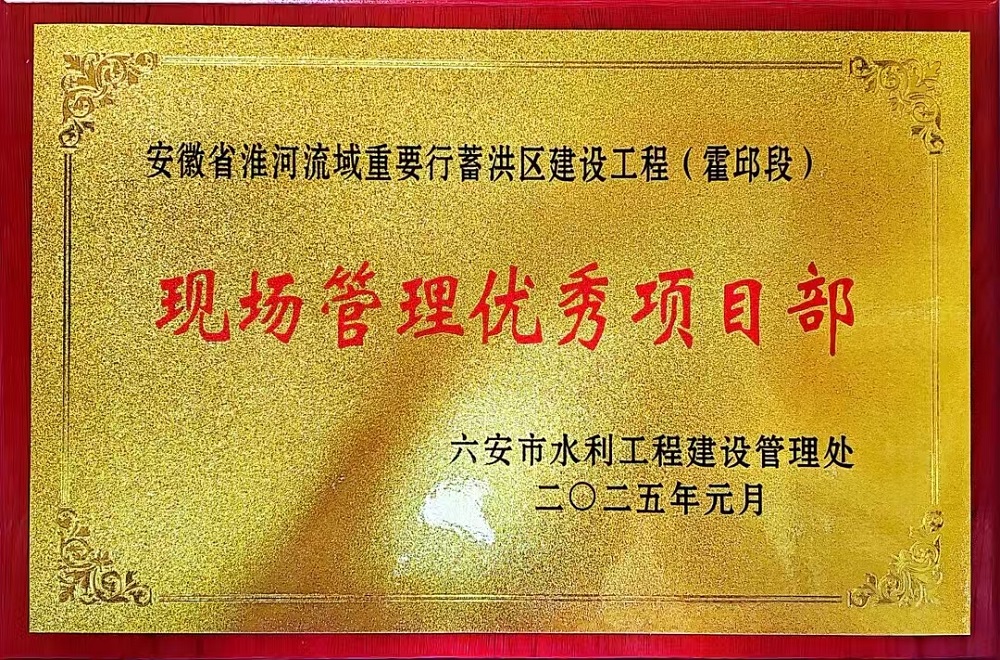 安徽省淮河流域重要行蓄洪区建设工程（霍邱段）
现场管理优秀项目部
六安市水利工程建设管理处
二〇二五年元月